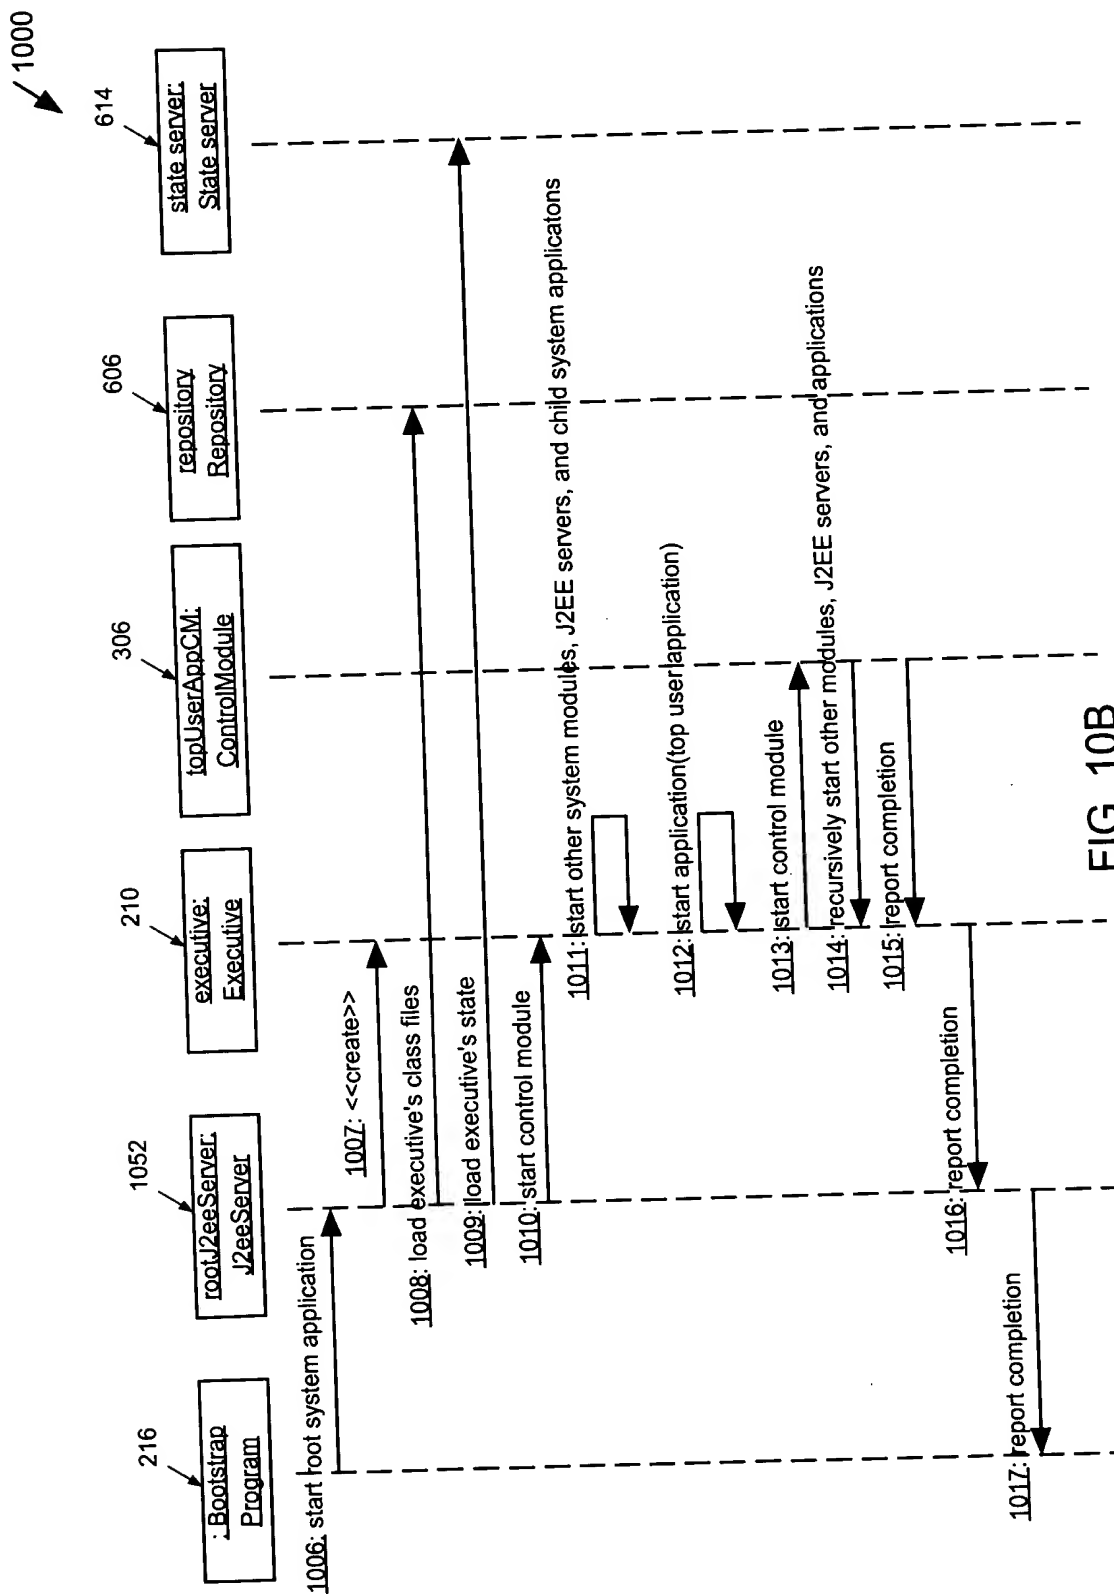 1000
216
1052
210
306
606
614
: Bootstrap
Program
rootJ2eeServer:
J2eeServer
executive:
Executive
topUserAppCM:
ControlModule
repository
Repository
state server:
State server
1006: start root system application
1007: <<create>>
1008: load executive's class files
1009: load executive's state
1010: start control module
1011: start other system modules, J2EE servers, and child system applicatons
1012: start application(top user application)
1013: start control module
1014: recursively start other modules, J2EE servers, and applications
1015: report completion
1016: report completion
1017: report completion
FIG. 10B